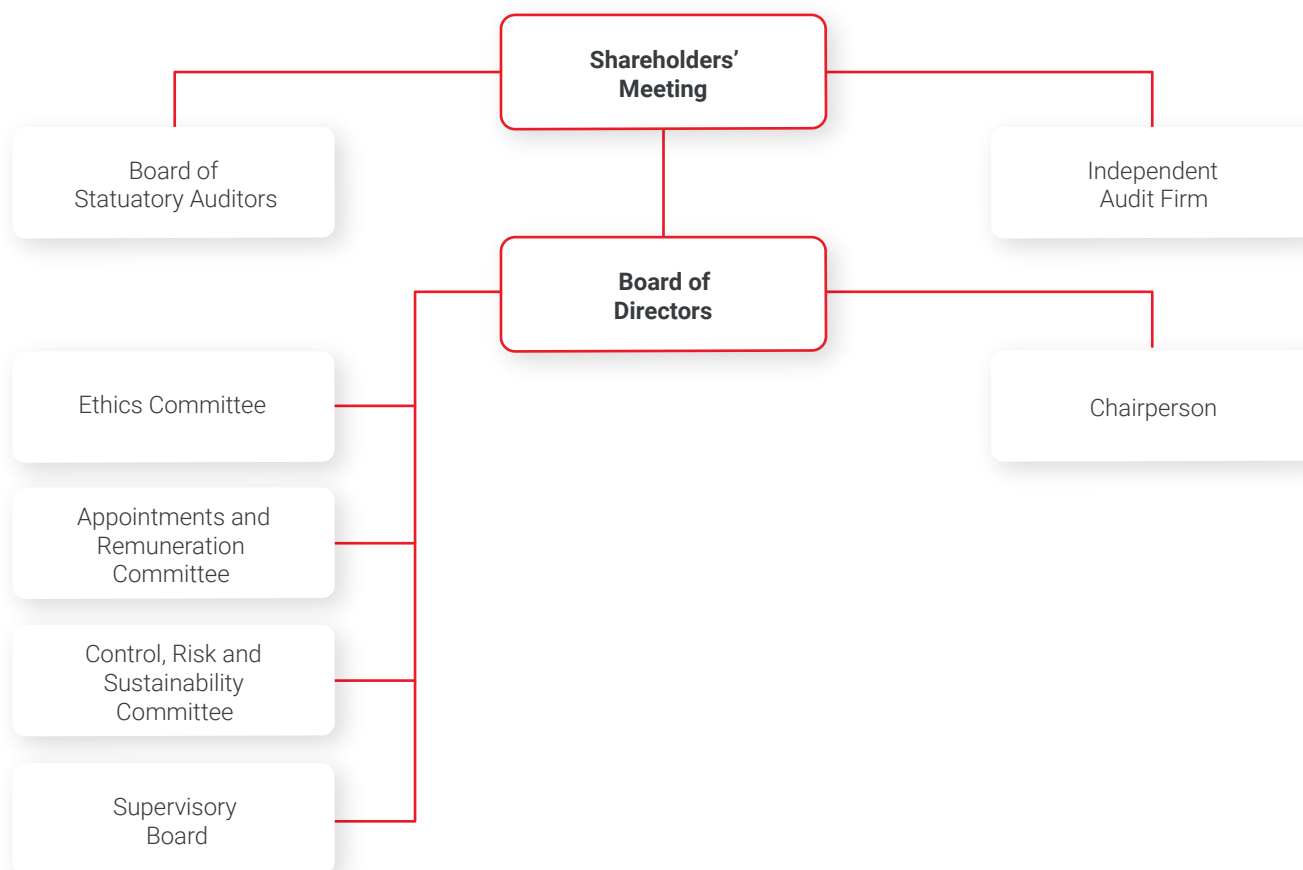 Shareholders’
Meeting
Board of
Statuatory Auditors
Independent
Audit Firm
Board of
Directors
Ethics Committee
Chairperson
Appointments and
Remuneration
Committee
Control, Risk and
Sustainability
Committee
Supervisory
Board